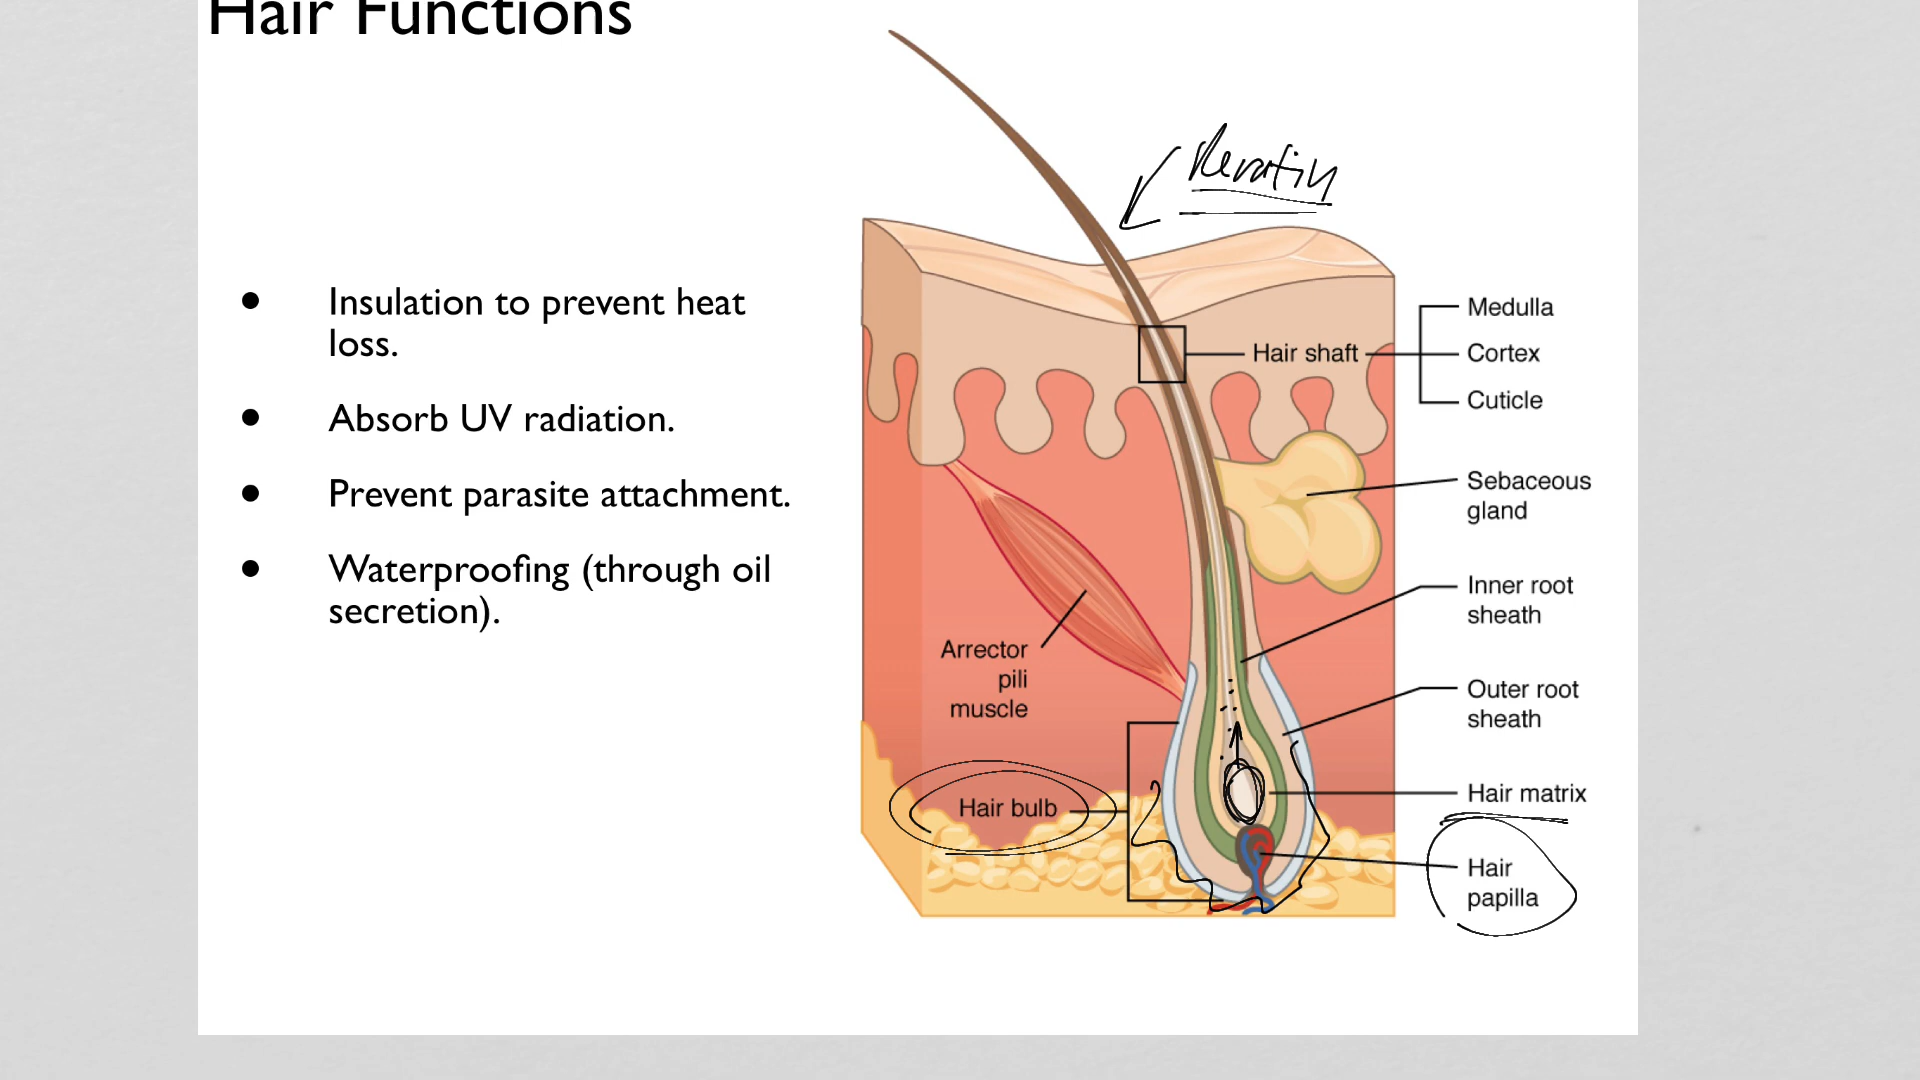 Hair Functions
Insulation to prevent heat
loss.
Absorb UV radiation.
Prevent parasite attachment.
Waterproofing (through oil
secretion).
Keratin
Medulla
Hair shaft
Cortex
Cuticle
Sebaceous
gland
Inner root
sheath
Arrector
pili
muscle
Outer root
sheath
Hair bulb
Hair matrix
Hair
papilla